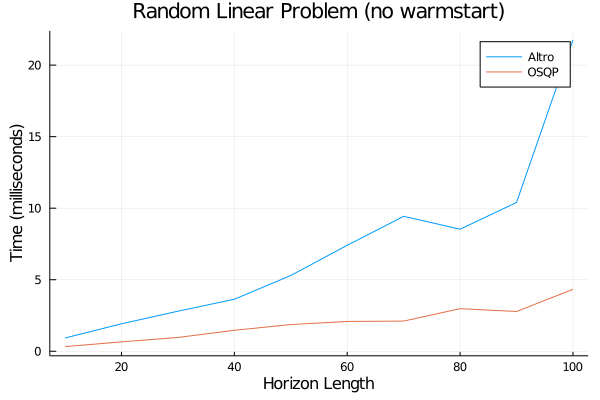 Random Linear Problem (no warmstart)
Altro
OSQP
Time (milliseconds)
20
15
10
5
0
20
40
60
80
100
Horizon Length